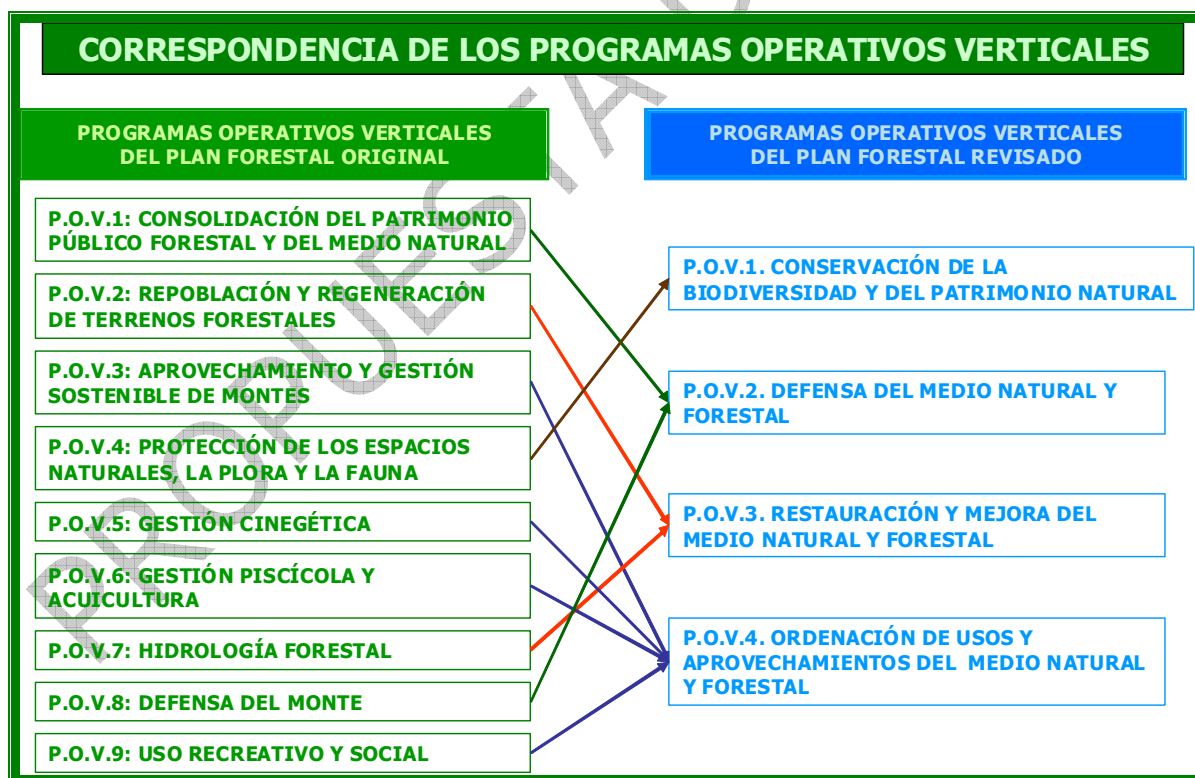 CORRESPONDENCIA DE LOS PROGRAMAS OPERATIVOS VERTICALES
PROGRAMAS OPERATIVOS VERTICALES
DEL PLAN FORESTAL ORIGINAL
P.O.V.1: CONSOLIDACIÓN DEL PATRIMONIO
PÚBLICO FORESTAL Y DEL MEDIO NATURAL
P.O.V.2: REPOBLACIÓN Y REGENERACIÓN
DE TERRENOS FORESTALES
P.O.V.3: APROVECHAMIENTO Y GESTIÓN
SOSTENIBLE DE MONTES
P.O.V.4: PROTECCIÓN DE LOS ESPACIOS
NATURALES, LA PLORA Y LA FAUNA
P.O.V.5: GESTIÓN CINEGÉTICA
P.O.V.6: GESTIÓN PISCÍCOLA Y
ACUICULTURA
P.O.V.7: HIDROLOGÍA FORESTAL
P.O.V.8: DEFENSA DEL MONTE
P.O.V.9: USO RECREATIVO Y SOCIAL
PROGRAMAS OPERATIVOS VERTICALES
DEL PLAN FORESTAL REVISADO
P.O.V.1. CONSERVACIÓN DE LA
BIODIVERSIDAD Y DEL PATRIMONIO NATURAL
P.O.V.2. DEFENSA DEL MEDIO NATURAL Y
FORESTAL
P.O.V.3. RESTAURACIÓN Y MEJORA DEL
MEDIO NATURAL Y FORESTAL
P.O.V.4. ORDENACIÓN DE USOS Y
APROVECHAMIENTOS DEL MEDIO NATURAL
Y FORESTAL
PROPUESTA